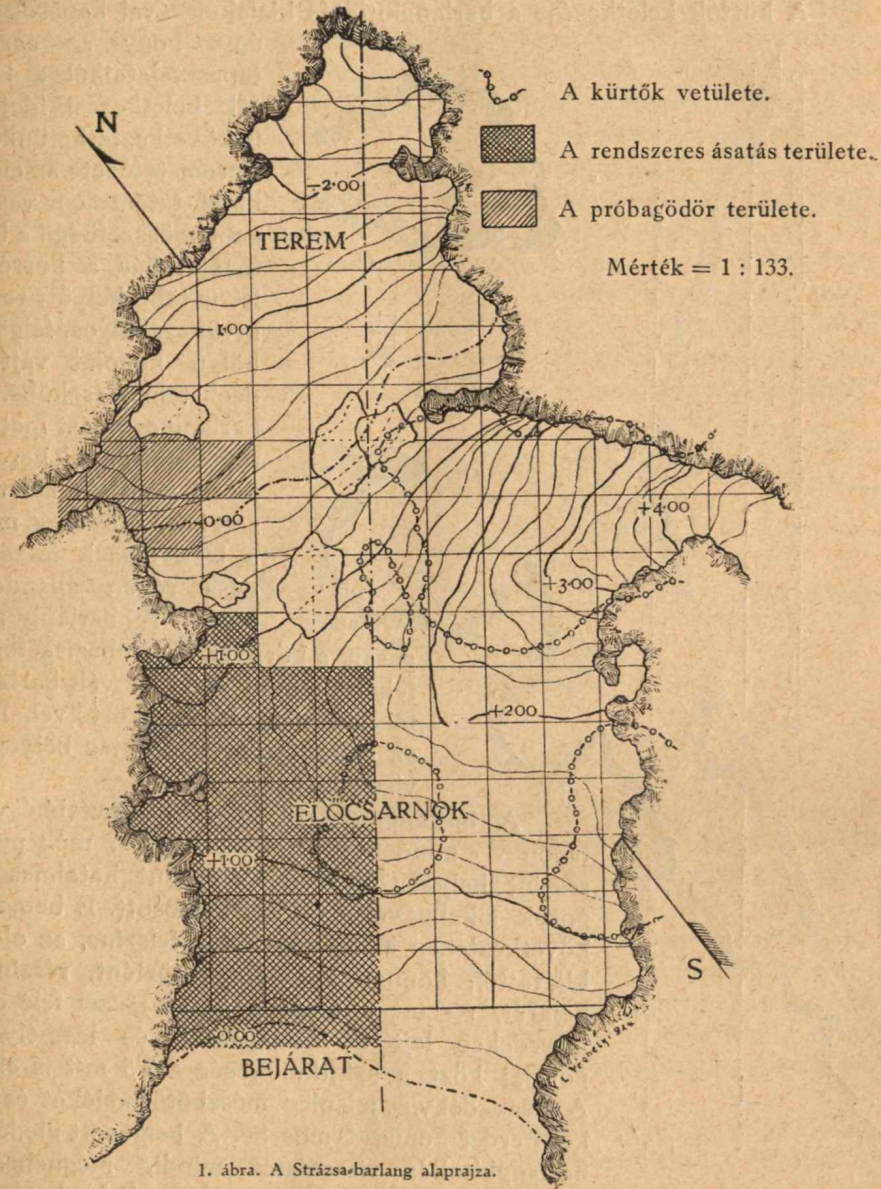 A kürtők vetülete.
N
A rendszeres ásatás területe.
-2·00
A próbagödör területe.
TEREM
Mérték = 1 : 133.
-1·00
+4·00
0·00
+3·00
+1·00
+200
ELŐCSARNOK
+1·00
S
0·00
BEJÁRAT
1. ábra. A Strázsa-barlang alaprajza.